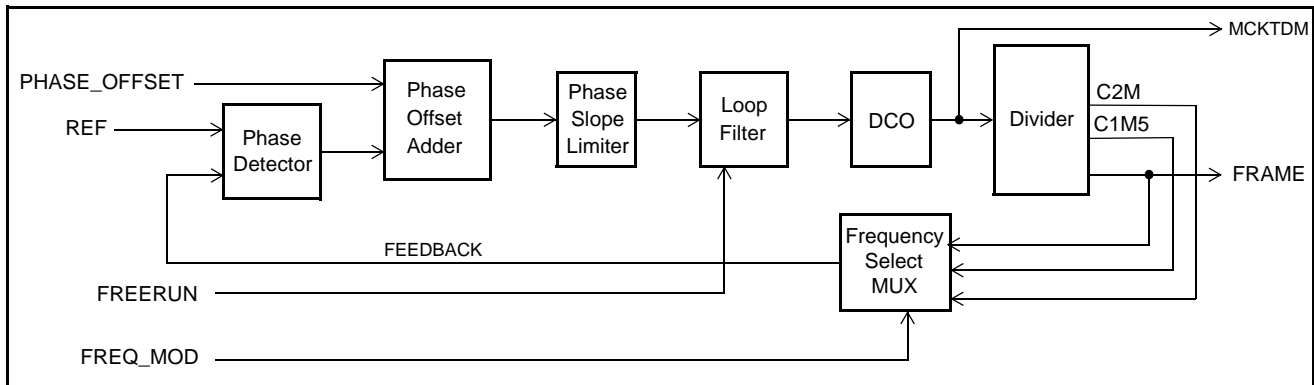 MCKTDM
PHASE_OFFSET
REF
Phase
Detector
Phase
Offset
Adder
Phase
Slope
Limiter
Loop
Filter
DCO
Divider
C2M
C1M5
FRAME
FEEDBACK
Frequency
Select
MUX
FREERUN
FREQ_MOD